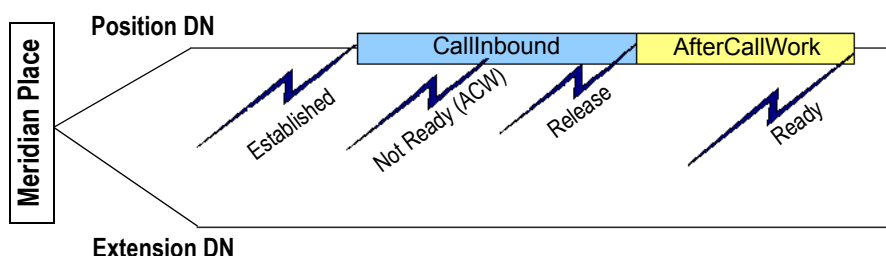 Position DN
CallInbound
AfterCallWork
Meridian Place
Established
Not Ready (ACW)
Release
Ready
Extension DN